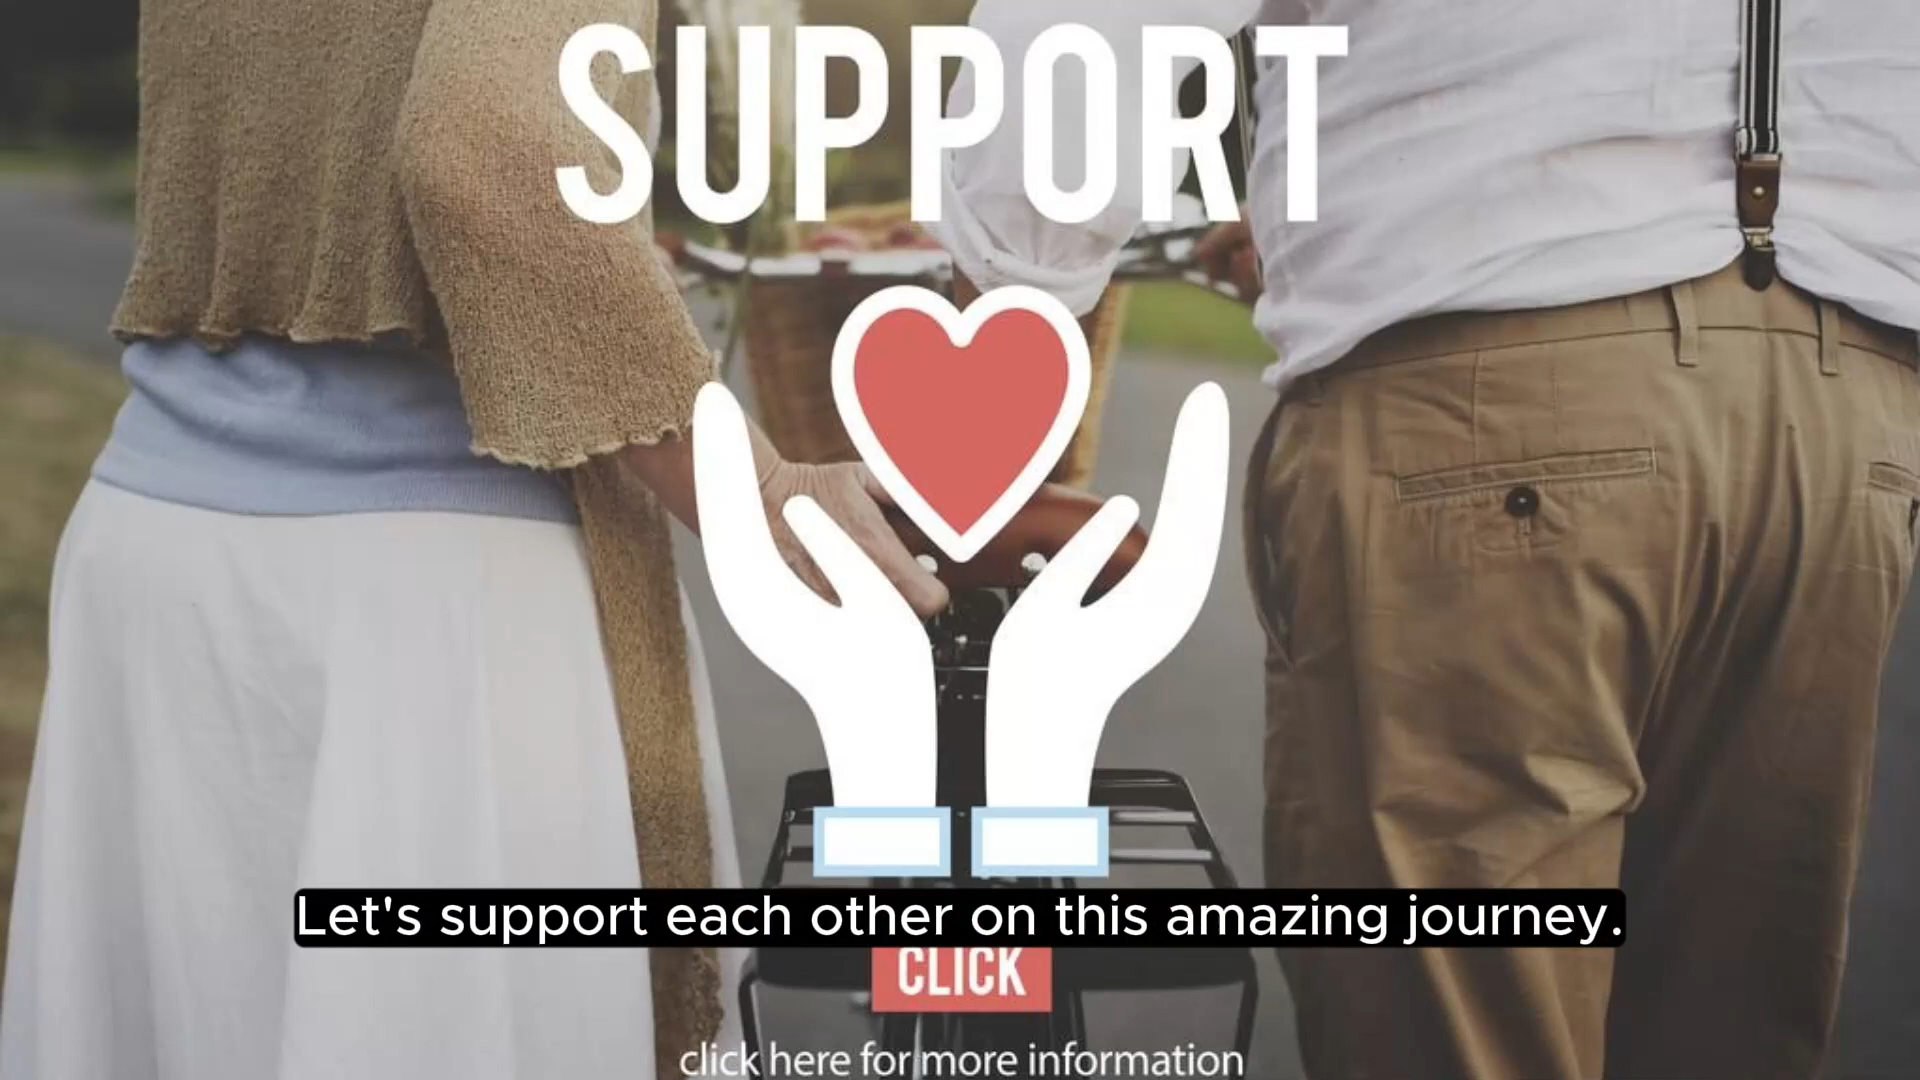 SUPPORT
Let's support each other on this amazing journey.
CLICK
click here for more information